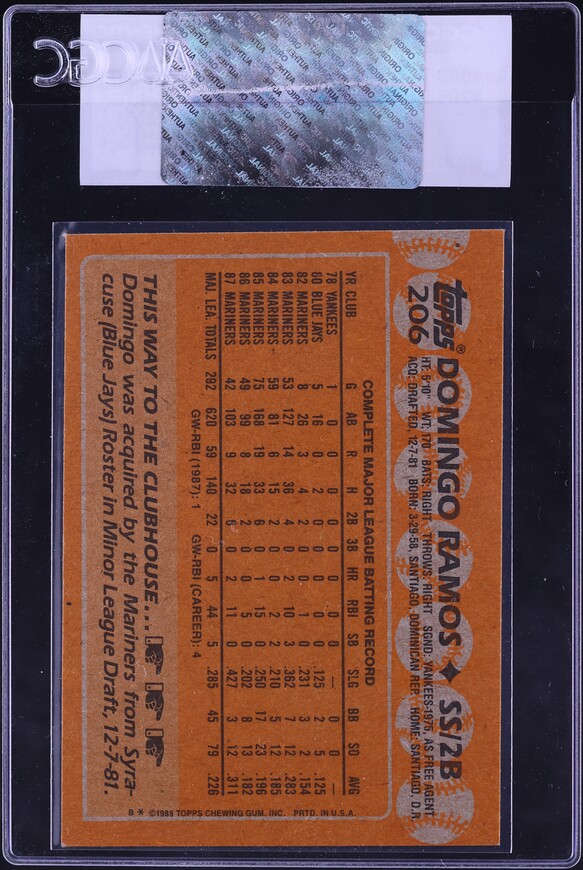 AWCGC
topps®
206
DOMINGO RAMOS ◆ SS/2B
HT: 5'10" WT: 170 BATS: RIGHT THROWS: RIGHT SGND: YANKEES-1975, AS FREE AGENT
ACQ: DRAFTED, 12-7-81 BORN: 3-29-58, SANTIAGO, DOMINICAN REP. HOME: SANTIAGO, D.R.
COMPLETE MAJOR LEAGUE BATTING RECORD
YR CLUB G AB R H 2B 3B HR RBI SB SLG BB SO AVG
78 YANKEES 1 0 0 0 0 0 0 0 0 — 0 0 —
80 BLUE JAYS 5 16 0 2 0 0 0 0 0 .125 2 5 .125
82 MARINERS 8 26 3 4 2 0 0 1 0 .231 3 2 .154
83 MARINERS 53 127 14 36 4 0 2 10 3 .362 7 12 .283
84 MARINERS 59 81 6 15 2 0 0 2 2 .210 5 12 .185
85 MARINERS 75 168 19 33 6 0 1 15 0 .250 17 23 .196
86 MARINERS 49 99 8 18 2 0 0 5 0 .202 8 13 .182
87 MARINERS 42 103 9 32 6 0 2 11 0 .427 3 12 .311
MAJ. LEA. TOTALS 292 620 59 140 22 0 5 44 5 .285 45 79 .226
GW-RBI (1987): 1 GW-RBI (CAREER): 4
THIS WAY TO THE CLUBHOUSE...
Domingo was acquired by the Mariners from Syra-
cuse (Blue Jays) Roster in Minor League Draft, 12-7-81.
B * ©1988 TOPPS CHEWING GUM, INC. PRTD. IN U.S.A.